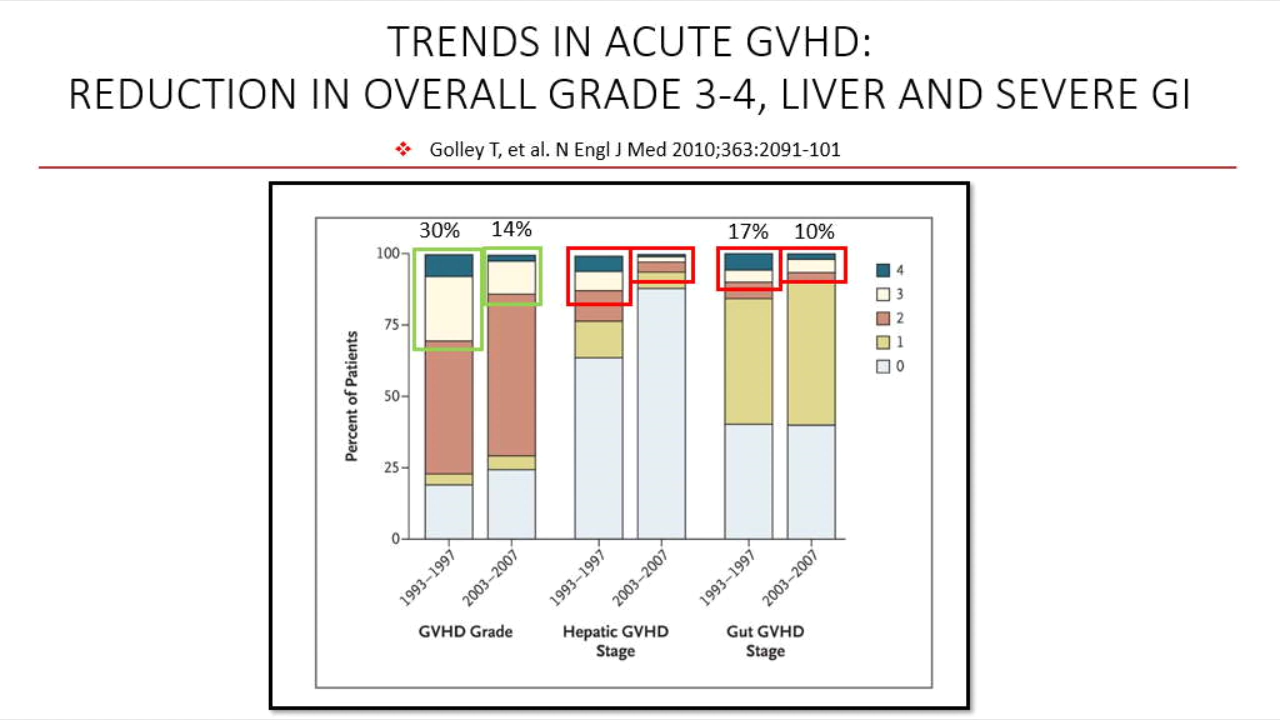 TRENDS IN ACUTE GVHD:
REDUCTION IN OVERALL GRADE 3-4, LIVER AND SEVERE GI
❖ Golley T, et al. N Engl J Med 2010;363:2091-101
30%
14%
17%
10%
100
75
50
25
0
Percent of Patients
4
3
2
1
0
1993–1997
2003–2007
1993–1997
2003–2007
1993–1997
2003–2007
GVHD Grade
Hepatic GVHD
Stage
Gut GVHD
Stage